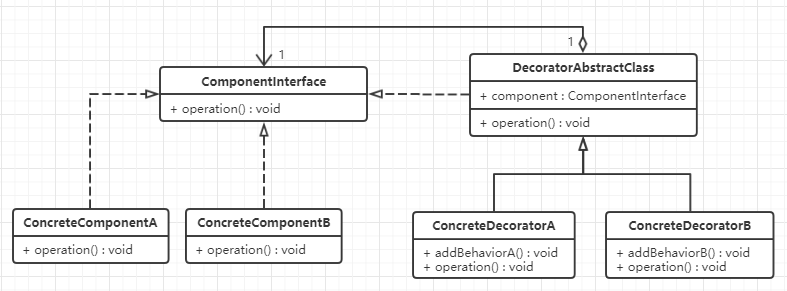 1
1
ComponentInterface
+ operation() : void
DecoratorAbstractClass
+ component : ComponentInterface
+ operation() : void
ConcreteComponentA
+ operation() : void
ConcreteComponentB
+ operation() : void
ConcreteDecoratorA
+ addBehaviorA() : void
+ operation() : void
ConcreteDecoratorB
+ addBehaviorB() : void
+ operation() : void